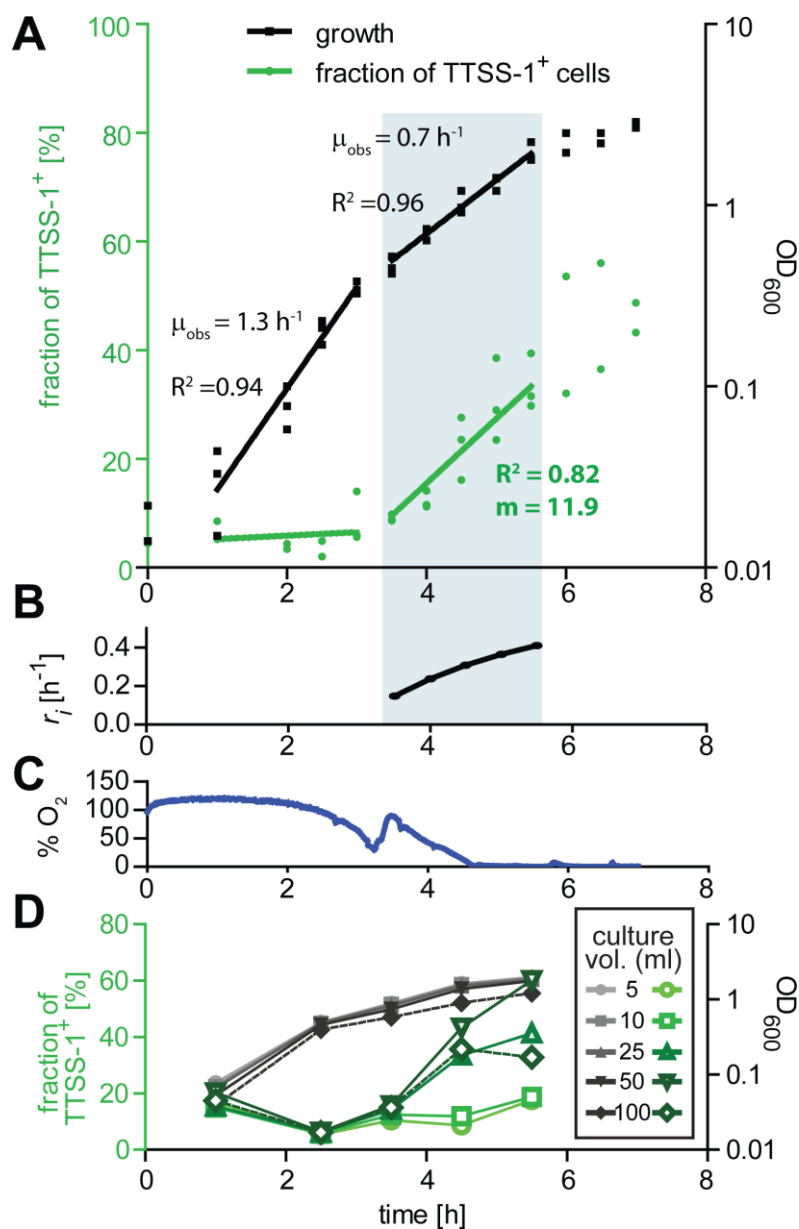 A
growth
fraction of TTSS-1+ cells
100
80
60
40
20
0
fraction of TTSS-1+ [%]
10
1
0.1
0.01
OD600
μobs = 0.7 h-1
R2 =0.96
μobs = 1.3 h-1
R2 =0.94
R2 = 0.82
m = 11.9
0 2 4 6 8
B
0.4
0.2
0.0
ri [h-1]
0 2 4 6 8
C
150
100
50
0
% O2
0 2 4 6 8
D
80
60
40
20
0
fraction of
TTSS-1+ [%]
10
1
0.1
0.01
OD600
culture
vol. (ml)
5
10
25
50
100
0 2 4 6 8
time [h]